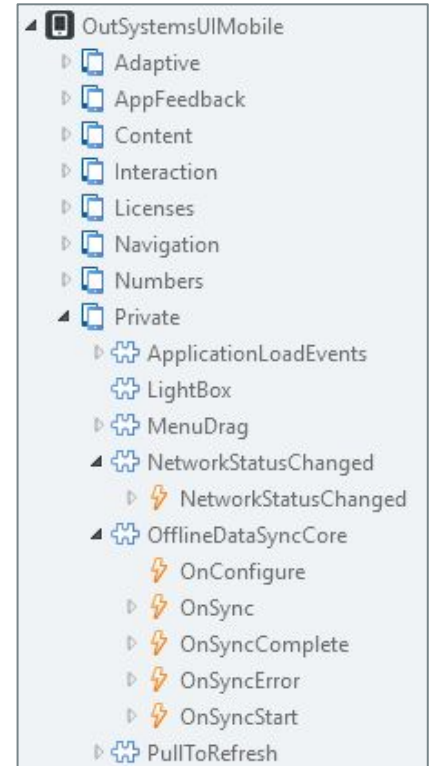 OutSystemsUIMobile
Adaptive
AppFeedback
Content
Interaction
Licenses
Navigation
Numbers
Private
ApplicationLoadEvents
LightBox
MenuDrag
NetworkStatusChanged
NetworkStatusChanged
OfflineDataSyncCore
OnConfigure
OnSync
OnSyncComplete
OnSyncError
OnSyncStart
PullToRefresh